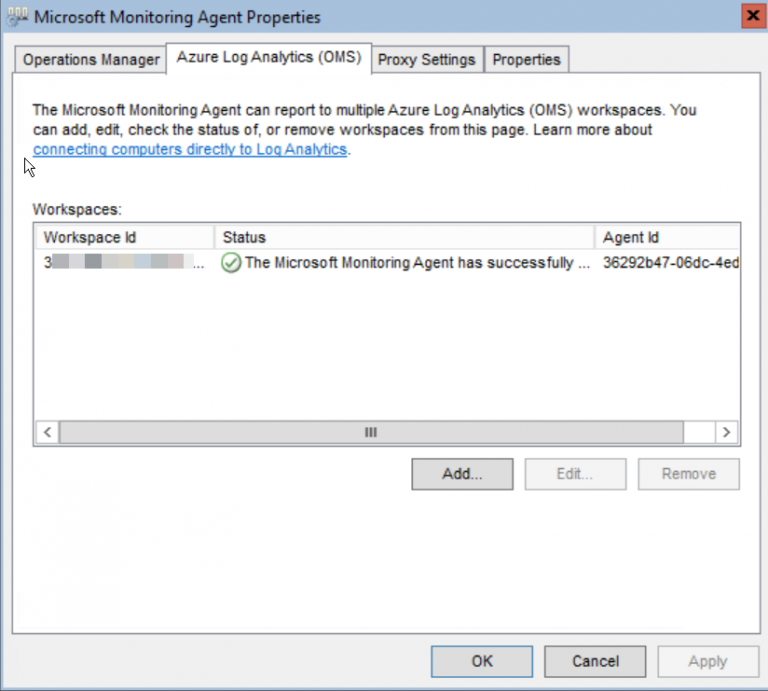 Microsoft Monitoring Agent Properties
Operations Manager Azure Log Analytics (OMS) Proxy Settings Properties
The Microsoft Monitoring Agent can report to multiple Azure Log Analytics (OMS) workspaces. You
can add, edit, check the status of, or remove workspaces from this page. Learn more about
connecting computers directly to Log Analytics.
Workspaces:
Workspace Id Status Agent Id
3 ... The Microsoft Monitoring Agent has successfully ... 36292b47-06dc-4ed
Add... Edit... Remove
OK Cancel Apply